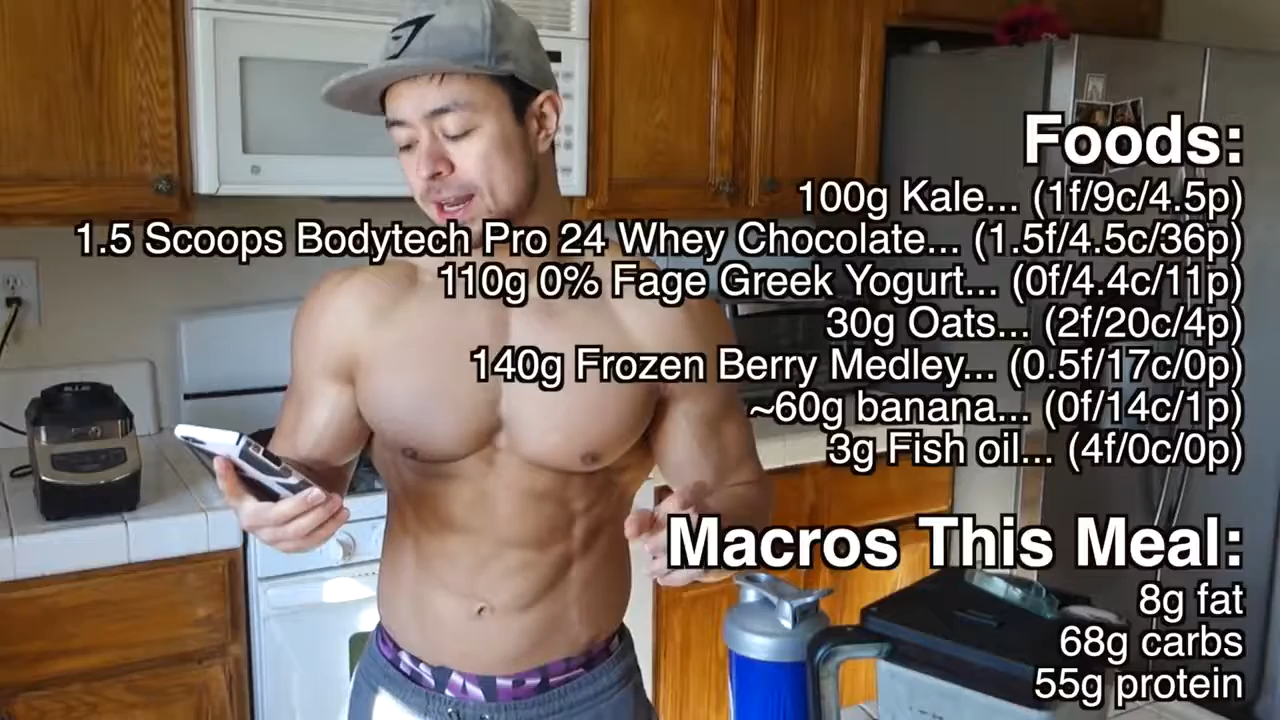 Foods:
100g Kale... (1f/9c/4.5p)
1.5 Scoops Bodytech Pro 24 Whey Chocolate... (1.5f/4.5c/36p)
110g 0% Fage Greek Yogurt... (0f/4.4c/11p)
30g Oats... (2f/20c/4p)
140g Frozen Berry Medley... (0.5f/17c/0p)
~60g banana... (0f/14c/1p)
3g Fish oil... (4f/0c/0p)
Macros This Meal:
8g fat
68g carbs
55g protein